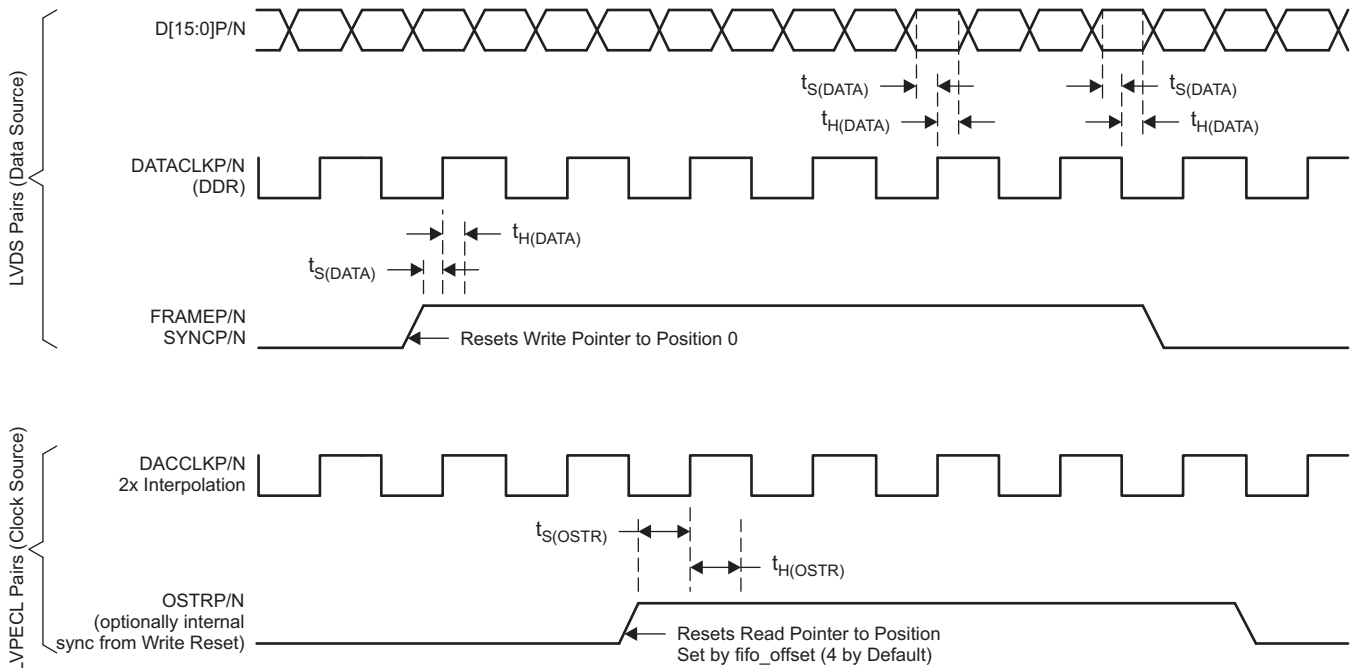 LVDS Pairs (Data Source)
D[15:0]P/N
tS(DATA)
tS(DATA)
tH(DATA)
tH(DATA)
DATACLKP/N
(DDR)
tH(DATA)
tS(DATA)
FRAMEP/N
SYNCP/N
Resets Write Pointer to Position 0
LVPECL Pairs (Clock Source)
DACCLKP/N
2x Interpolation
tS(OSTR)
tH(OSTR)
OSTRP/N
(optionally internal
sync from Write Reset)
Resets Read Pointer to Position
Set by fifo_offset (4 by Default)